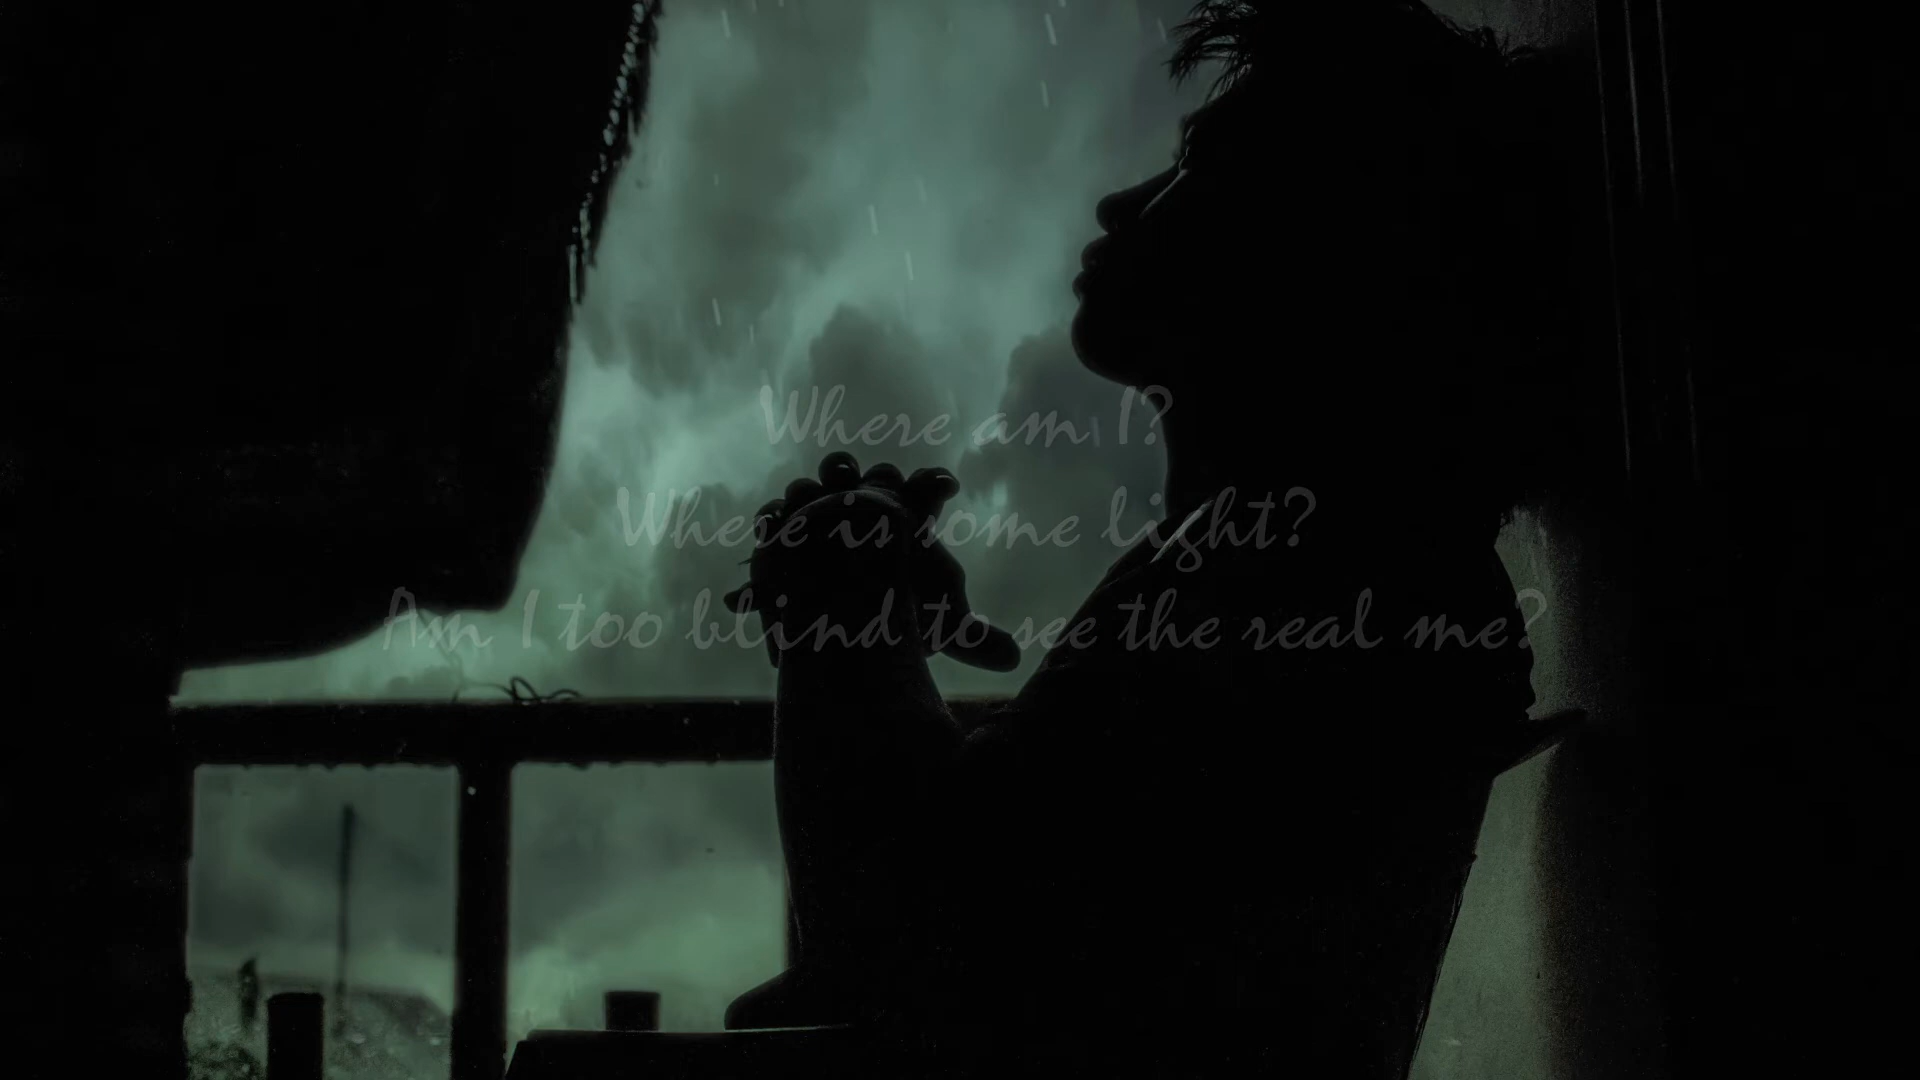 Where am I?
Where is some light?
Am I too blind to see the real me?